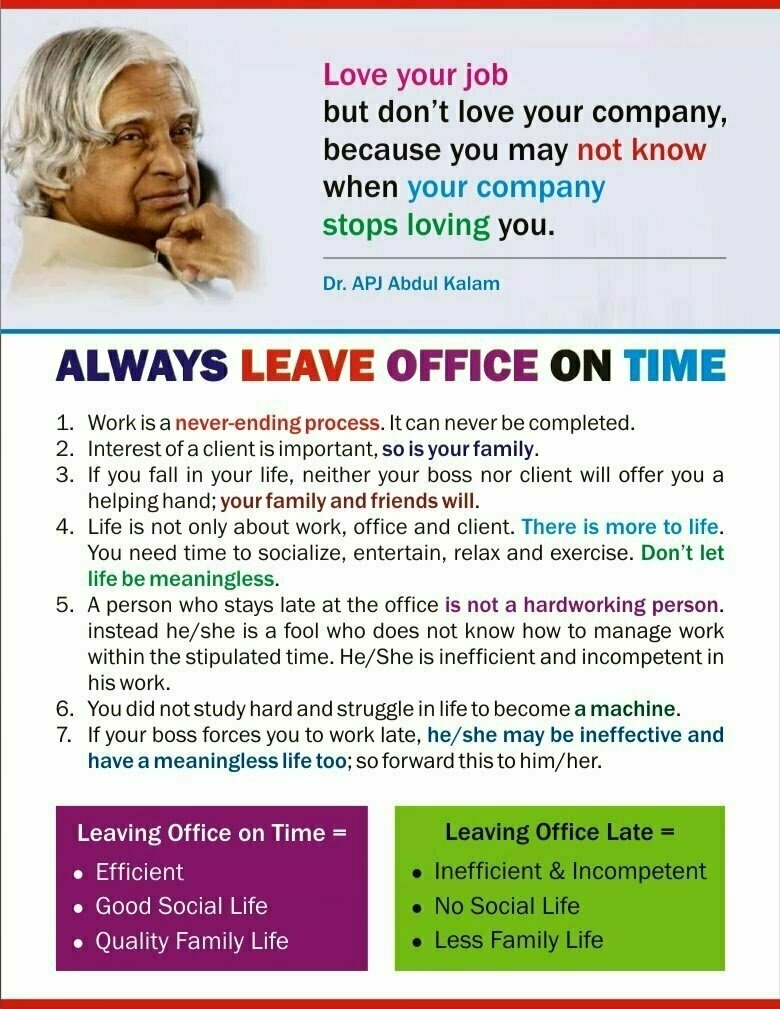 Love your job
but don't love your company,
because you may not know
when your company
stops loving you.
Dr. APJ Abdul Kalam
ALWAYS LEAVE OFFICE ON TIME
1. Work is a never-ending process. It can never be completed.
2. Interest of a client is important, so is your family.
3. If you fall in your life, neither your boss nor client will offer you a
helping hand; your family and friends will.
4. Life is not only about work, office and client. There is more to life.
You need time to socialize, entertain, relax and exercise. Don't let
life be meaningless.
5. A person who stays late at the office is not a hardworking person.
instead he/she is a fool who does not know how to manage work
within the stipulated time. He/She is inefficient and incompetent in
his work.
6. You did not study hard and struggle in life to become a machine.
7. If your boss forces you to work late, he/she may be ineffective and
have a meaningless life too; so forward this to him/her.
Leaving Office on Time =
• Efficient
• Good Social Life
• Quality Family Life
Leaving Office Late =
• Inefficient & Incompetent
• No Social Life
• Less Family Life